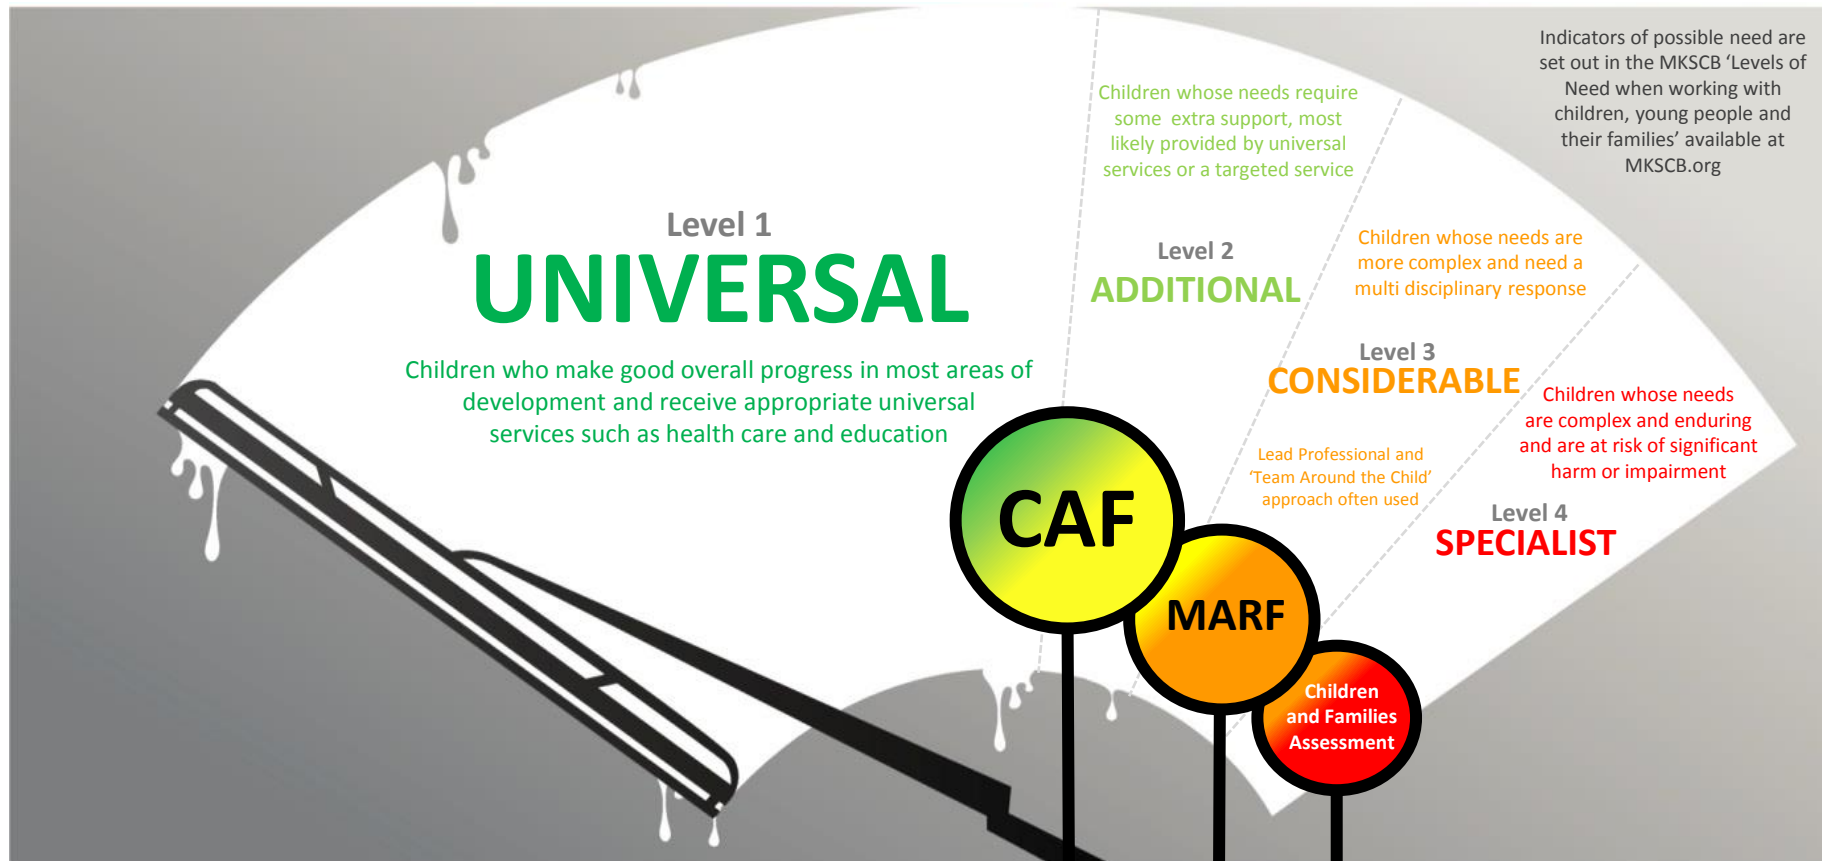 Indicators of possible need are
set out in the MKSCB ‘Levels of
Need when working with
children, young people and
their families’ available at
MKSCB.org
Level 1
UNIVERSAL
Children who make good overall progress in most areas of
development and receive appropriate universal
services such as health care and education
Children whose needs require
some extra support, most
likely provided by universal
services or a targeted service
Level 2
ADDITIONAL
Children whose needs are
more complex and need a
multi disciplinary response
Level 3
CONSIDERABLE
Lead Professional and
‘Team Around the Child’
approach often used
Children whose needs
are complex and enduring
and are at risk of significant
harm or impairment
Level 4
SPECIALIST
CAF
MARF
Children
and Families
Assessment